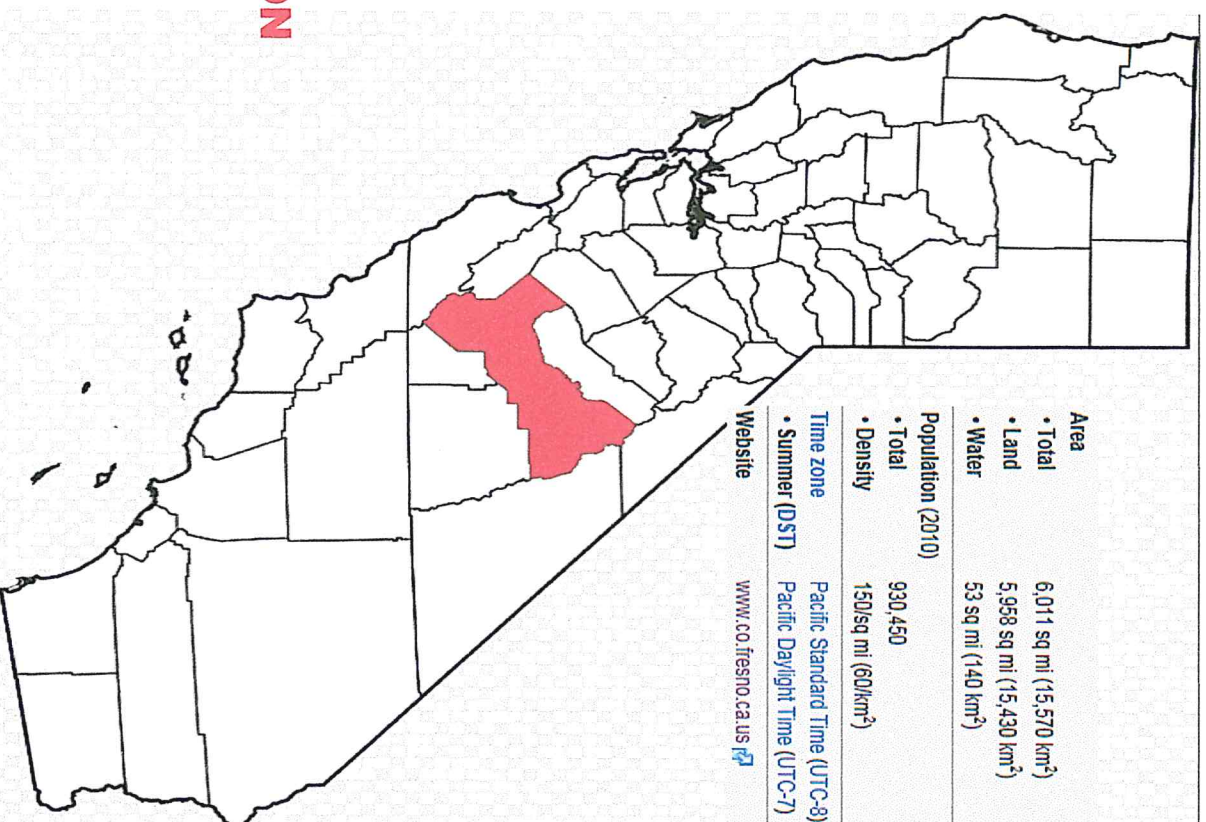 ON
Area
• Total 6,011 sq mi (15,570 km²)
• Land 5,958 sq mi (15,430 km²)
• Water 53 sq mi (140 km²)
Population (2010)
• Total 930,450
• Density 150/sq mi (60/km²)
Time zone Pacific Standard Time (UTC-8)
• Summer (DST) Pacific Daylight Time (UTC-7)
Website www.co.fresno.ca.us